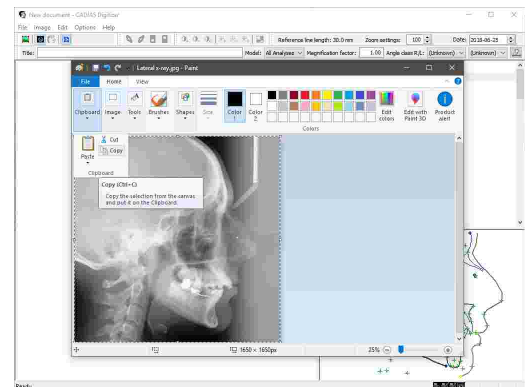 New document - CADIAS Digitizer
File Image Edit Options Help
Reference line length: 30.0 mm Zoom settings: 100 Date: 2018-06-25
Title: Model: All Analyses Magnification factor: 1.00 Angle class R/L: (Unknown) (Unknown)
Lateral x-ray.jpg - Paint
File Home View
Clipboard Image Tools Brushes Shapes Size Color 1 Color 2 Edit colors Edit with Paint 3D Product alert
Colors
Paste Cut
Copy
Clipboard
Copy (Ctrl+C)
Copy the selection from the canvas
and put it on the Clipboard.
1650 × 1650px 25%
Ready